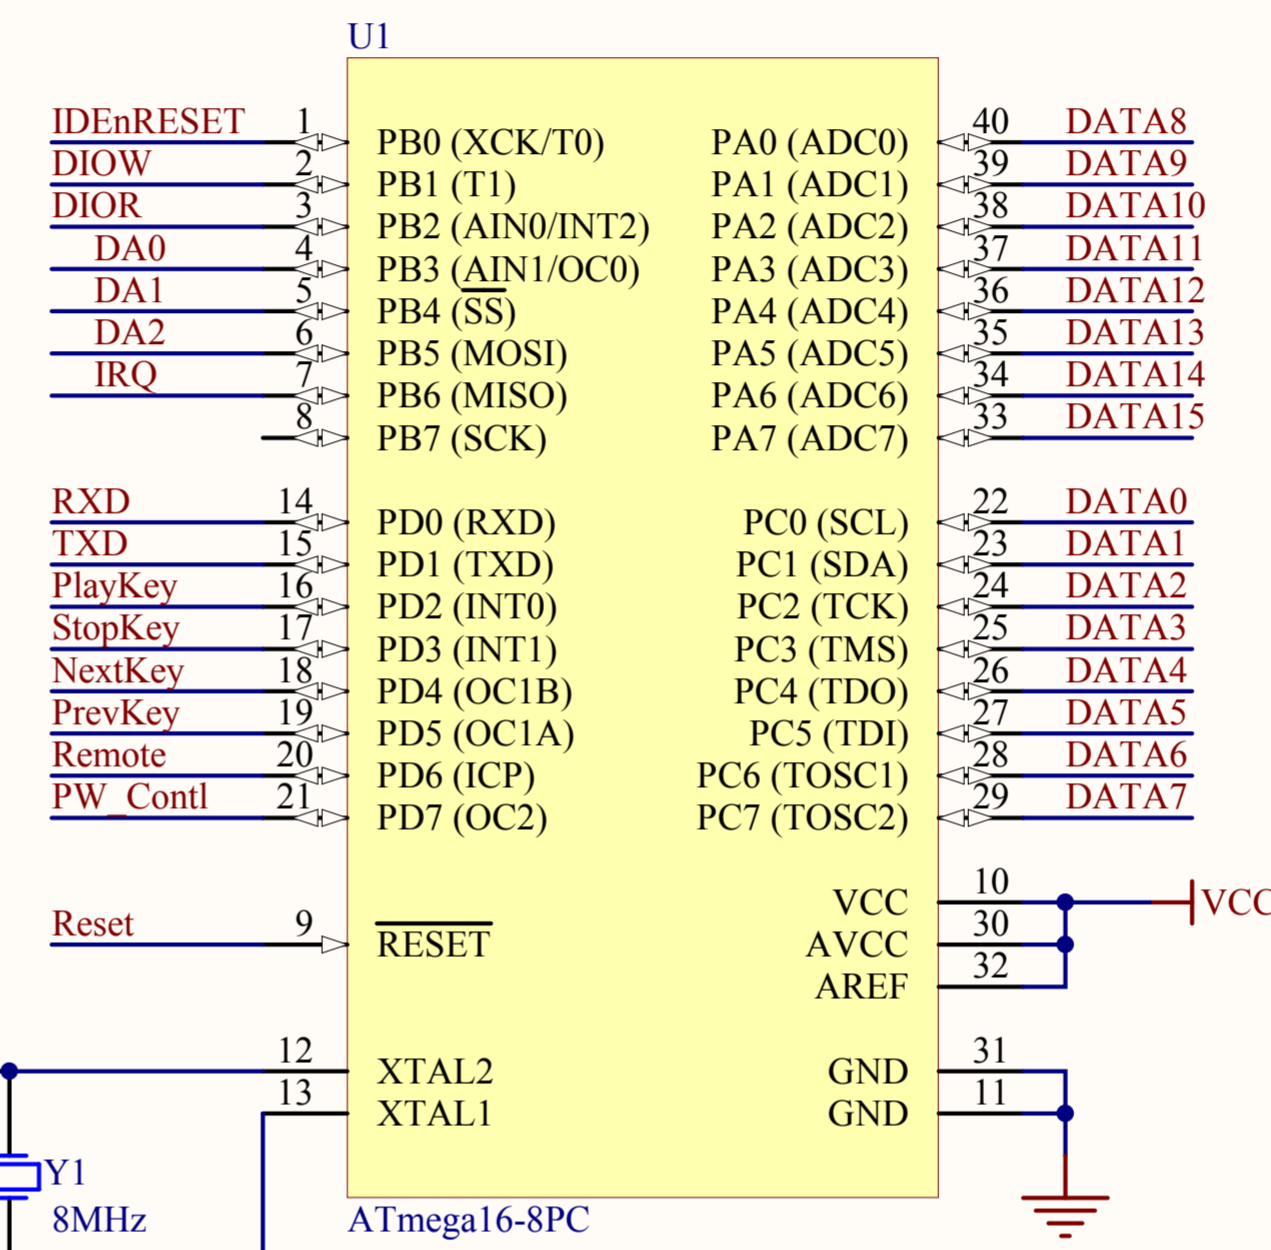 U1
IDEnRESET 1 PB0 (XCK/T0) PA0 (ADC0) 40 DATA8
DIOW 2 PB1 (T1) PA1 (ADC1) 39 DATA9
DIOR 3 PB2 (AIN0/INT2) PA2 (ADC2) 38 DATA10
DA0 4 PB3 (AIN1/OC0) PA3 (ADC3) 37 DATA11
DA1 5 PB4 (SS) PA4 (ADC4) 36 DATA12
DA2 6 PB5 (MOSI) PA5 (ADC5) 35 DATA13
IRQ 7 PB6 (MISO) PA6 (ADC6) 34 DATA14
8 PB7 (SCK) PA7 (ADC7) 33 DATA15
RXD 14 PD0 (RXD) PC0 (SCL) 22 DATA0
TXD 15 PD1 (TXD) PC1 (SDA) 23 DATA1
PlayKey 16 PD2 (INT0) PC2 (TCK) 24 DATA2
StopKey 17 PD3 (INT1) PC3 (TMS) 25 DATA3
NextKey 18 PD4 (OC1B) PC4 (TDO) 26 DATA4
PrevKey 19 PD5 (OC1A) PC5 (TDI) 27 DATA5
Remote 20 PD6 (ICP) PC6 (TOSC1) 28 DATA6
PW_Contl 21 PD7 (OC2) PC7 (TOSC2) 29 DATA7
VCC 10 VCC
Reset 9 RESET AVCC 30
AREF 32
12 XTAL2 GND 31
13 XTAL1 GND 11
Y1
8MHz ATmega16-8PC